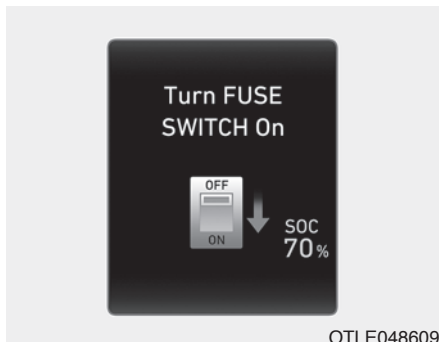 Turn FUSE
SWITCH On
OFF
ON
SOC
70%
OTLE048609